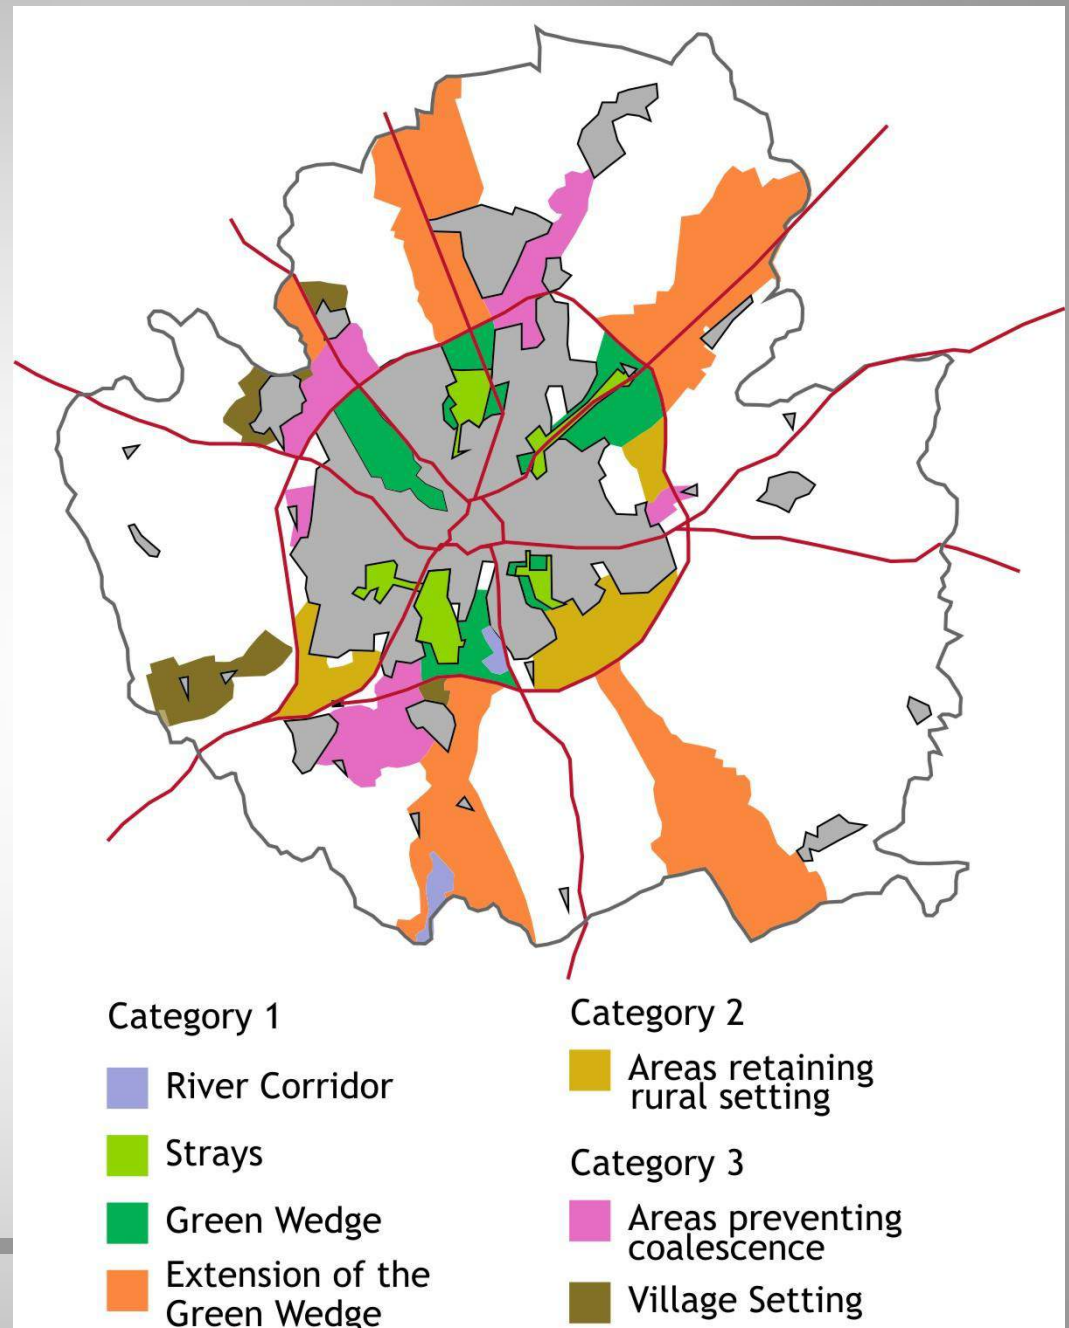 Category 1
River Corridor
Strays
Green Wedge
Extension of the
Green Wedge
Category 2
Areas retaining
rural setting
Category 3
Areas preventing
coalescence
Village Setting